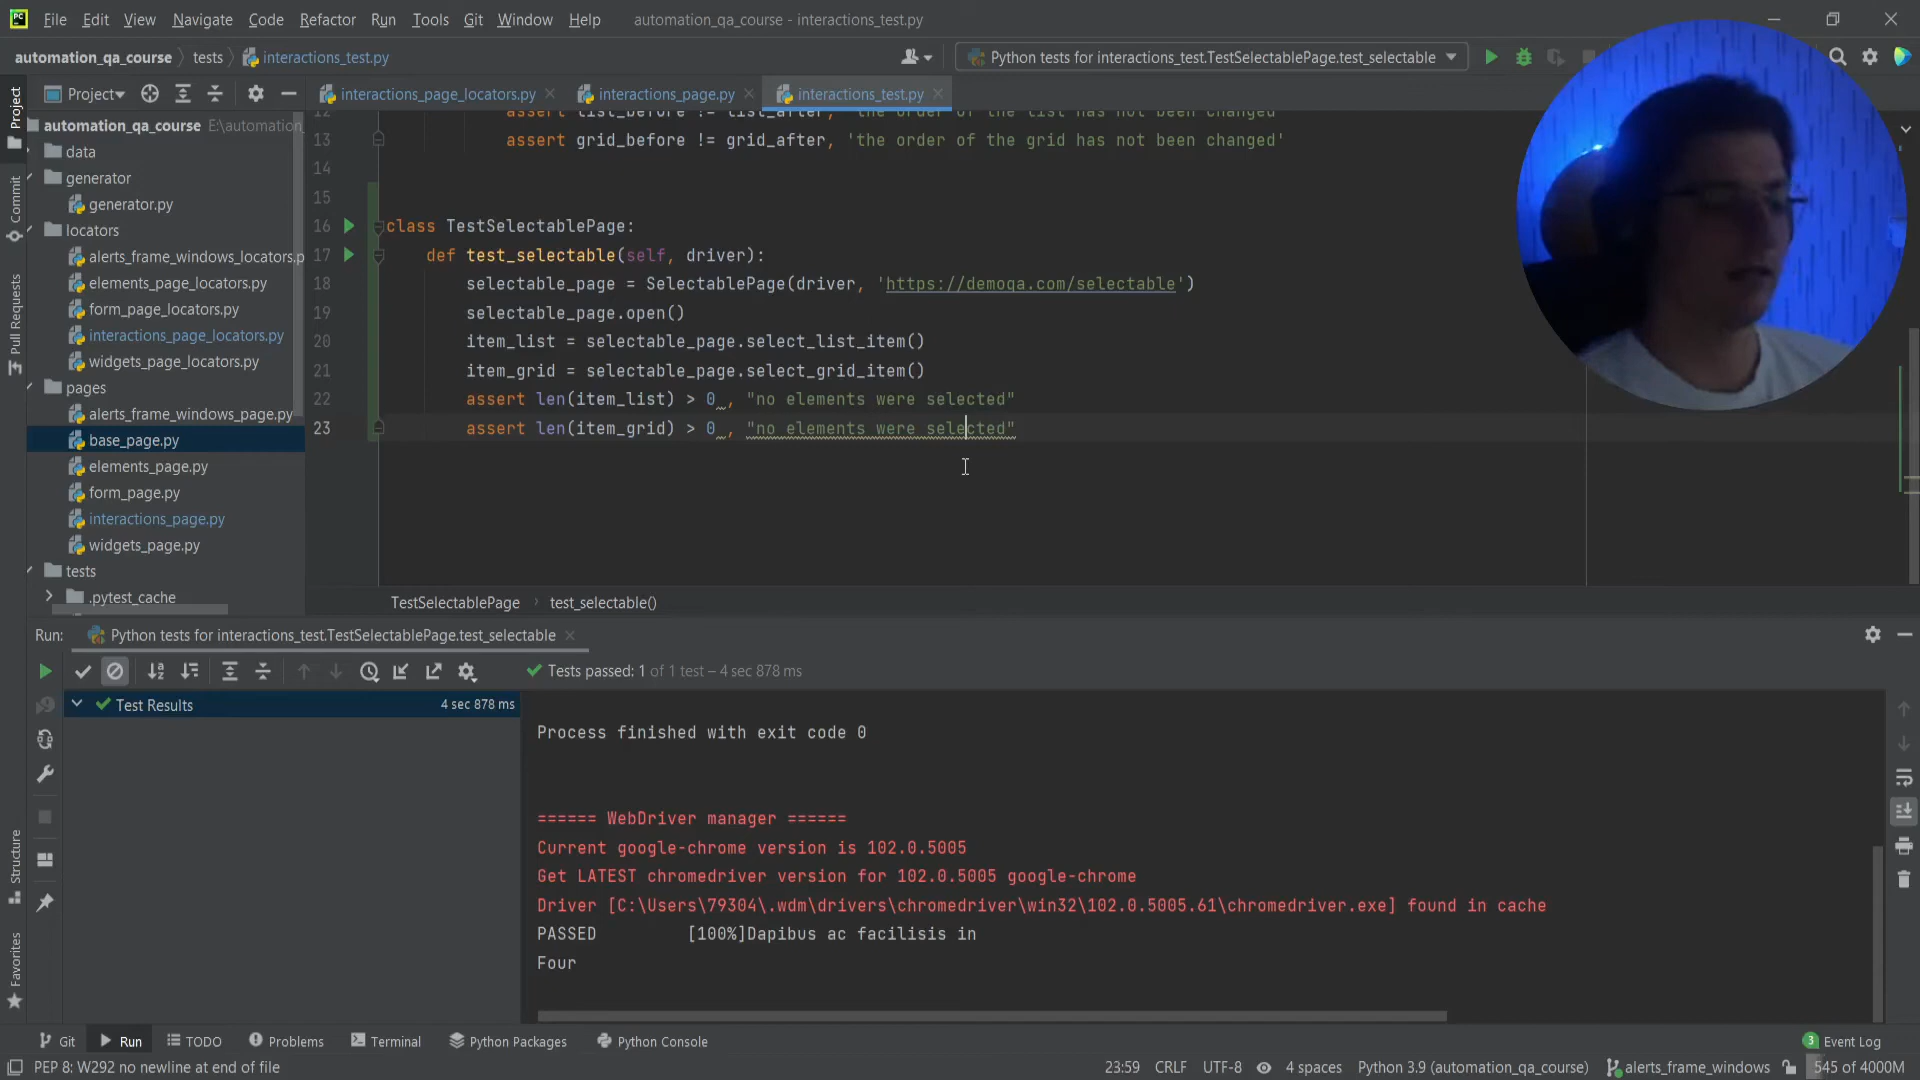 File Edit View Navigate Code Refactor Run Tools Git Window Help automation_qa_course - interactions_test.py
automation_qa_course tests interactions_test.py
Python tests for interactions_test.TestSelectablePage.test_selectable
Project
interactions_page_locators.py interactions_page.py interactions_test.py
Project
Commit
Pull Requests
Structure
Favorites
automation_qa_course E:\automation_
data
generator
generator.py
locators
alerts_frame_windows_locators.p
elements_page_locators.py
form_page_locators.py
interactions_page_locators.py
widgets_page_locators.py
pages
alerts_frame_windows_page.py
base_page.py
elements_page.py
form_page.py
interactions_page.py
widgets_page.py
tests
.pytest_cache
12 assert list_before != list_after, 'the order of the list has not been changed'
13 assert grid_before != grid_after, 'the order of the grid has not been changed'
14
15
16 class TestSelectablePage:
17 def test_selectable(self, driver):
18 selectable_page = SelectablePage(driver, 'https://demoqa.com/selectable')
19 selectable_page.open()
20 item_list = selectable_page.select_list_item()
21 item_grid = selectable_page.select_grid_item()
22 assert len(item_list) > 0 , "no elements were selected"
23 assert len(item_grid) > 0 , "no elements were selected"
TestSelectablePage test_selectable()
Run: Python tests for interactions_test.TestSelectablePage.test_selectable
Tests passed: 1 of 1 test – 4 sec 878 ms
Test Results 4 sec 878 ms
Process finished with exit code 0
====== WebDriver manager ======
Current google-chrome version is 102.0.5005
Get LATEST chromedriver version for 102.0.5005 google-chrome
Driver [C:\Users\79304\.wdm\drivers\chromedriver\win32\102.0.5005.61\chromedriver.exe] found in cache
PASSED [100%]Dapibus ac facilisis in
Four
Git Run TODO Problems Terminal Python Packages Python Console 3 Event Log
PEP 8: W292 no newline at end of file 23:59 CRLF UTF-8 4 spaces Python 3.9 (automation_qa_course) alerts_frame_windows 545 of 4000M